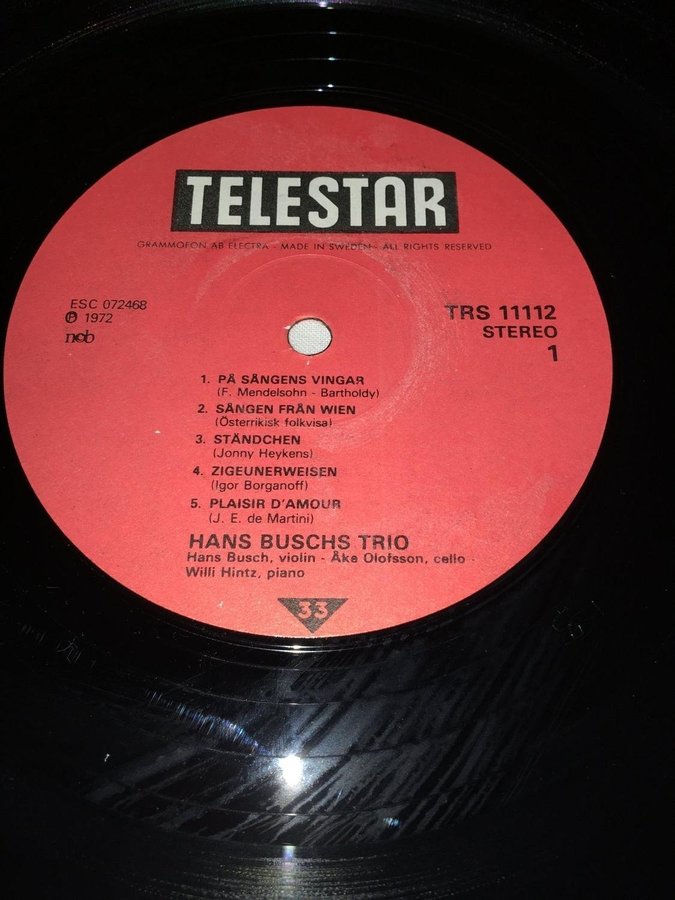 TELESTAR
GRAMMOFON AB ELECTRA - MADE IN SWEDEN - ALL RIGHTS RESERVED
ESC 072468
Ⓟ 1972
ncb
TRS 11112
STEREO
1
1. PÅ SÅNGENS VINGAR
(F. Mendelsohn - Bartholdy)
2. SÅNGEN FRÅN WIEN
(Österrikisk folkvisa)
3. STÄNDCHEN
(Jonny Heykens)
4. ZIGEUNERWEISEN
(Igor Borganoff)
5. PLAISIR D'AMOUR
(J. E. de Martini)
HANS BUSCHS TRIO
Hans Busch, violin - Åke Olofsson, cello -
Willi Hintz, piano
33